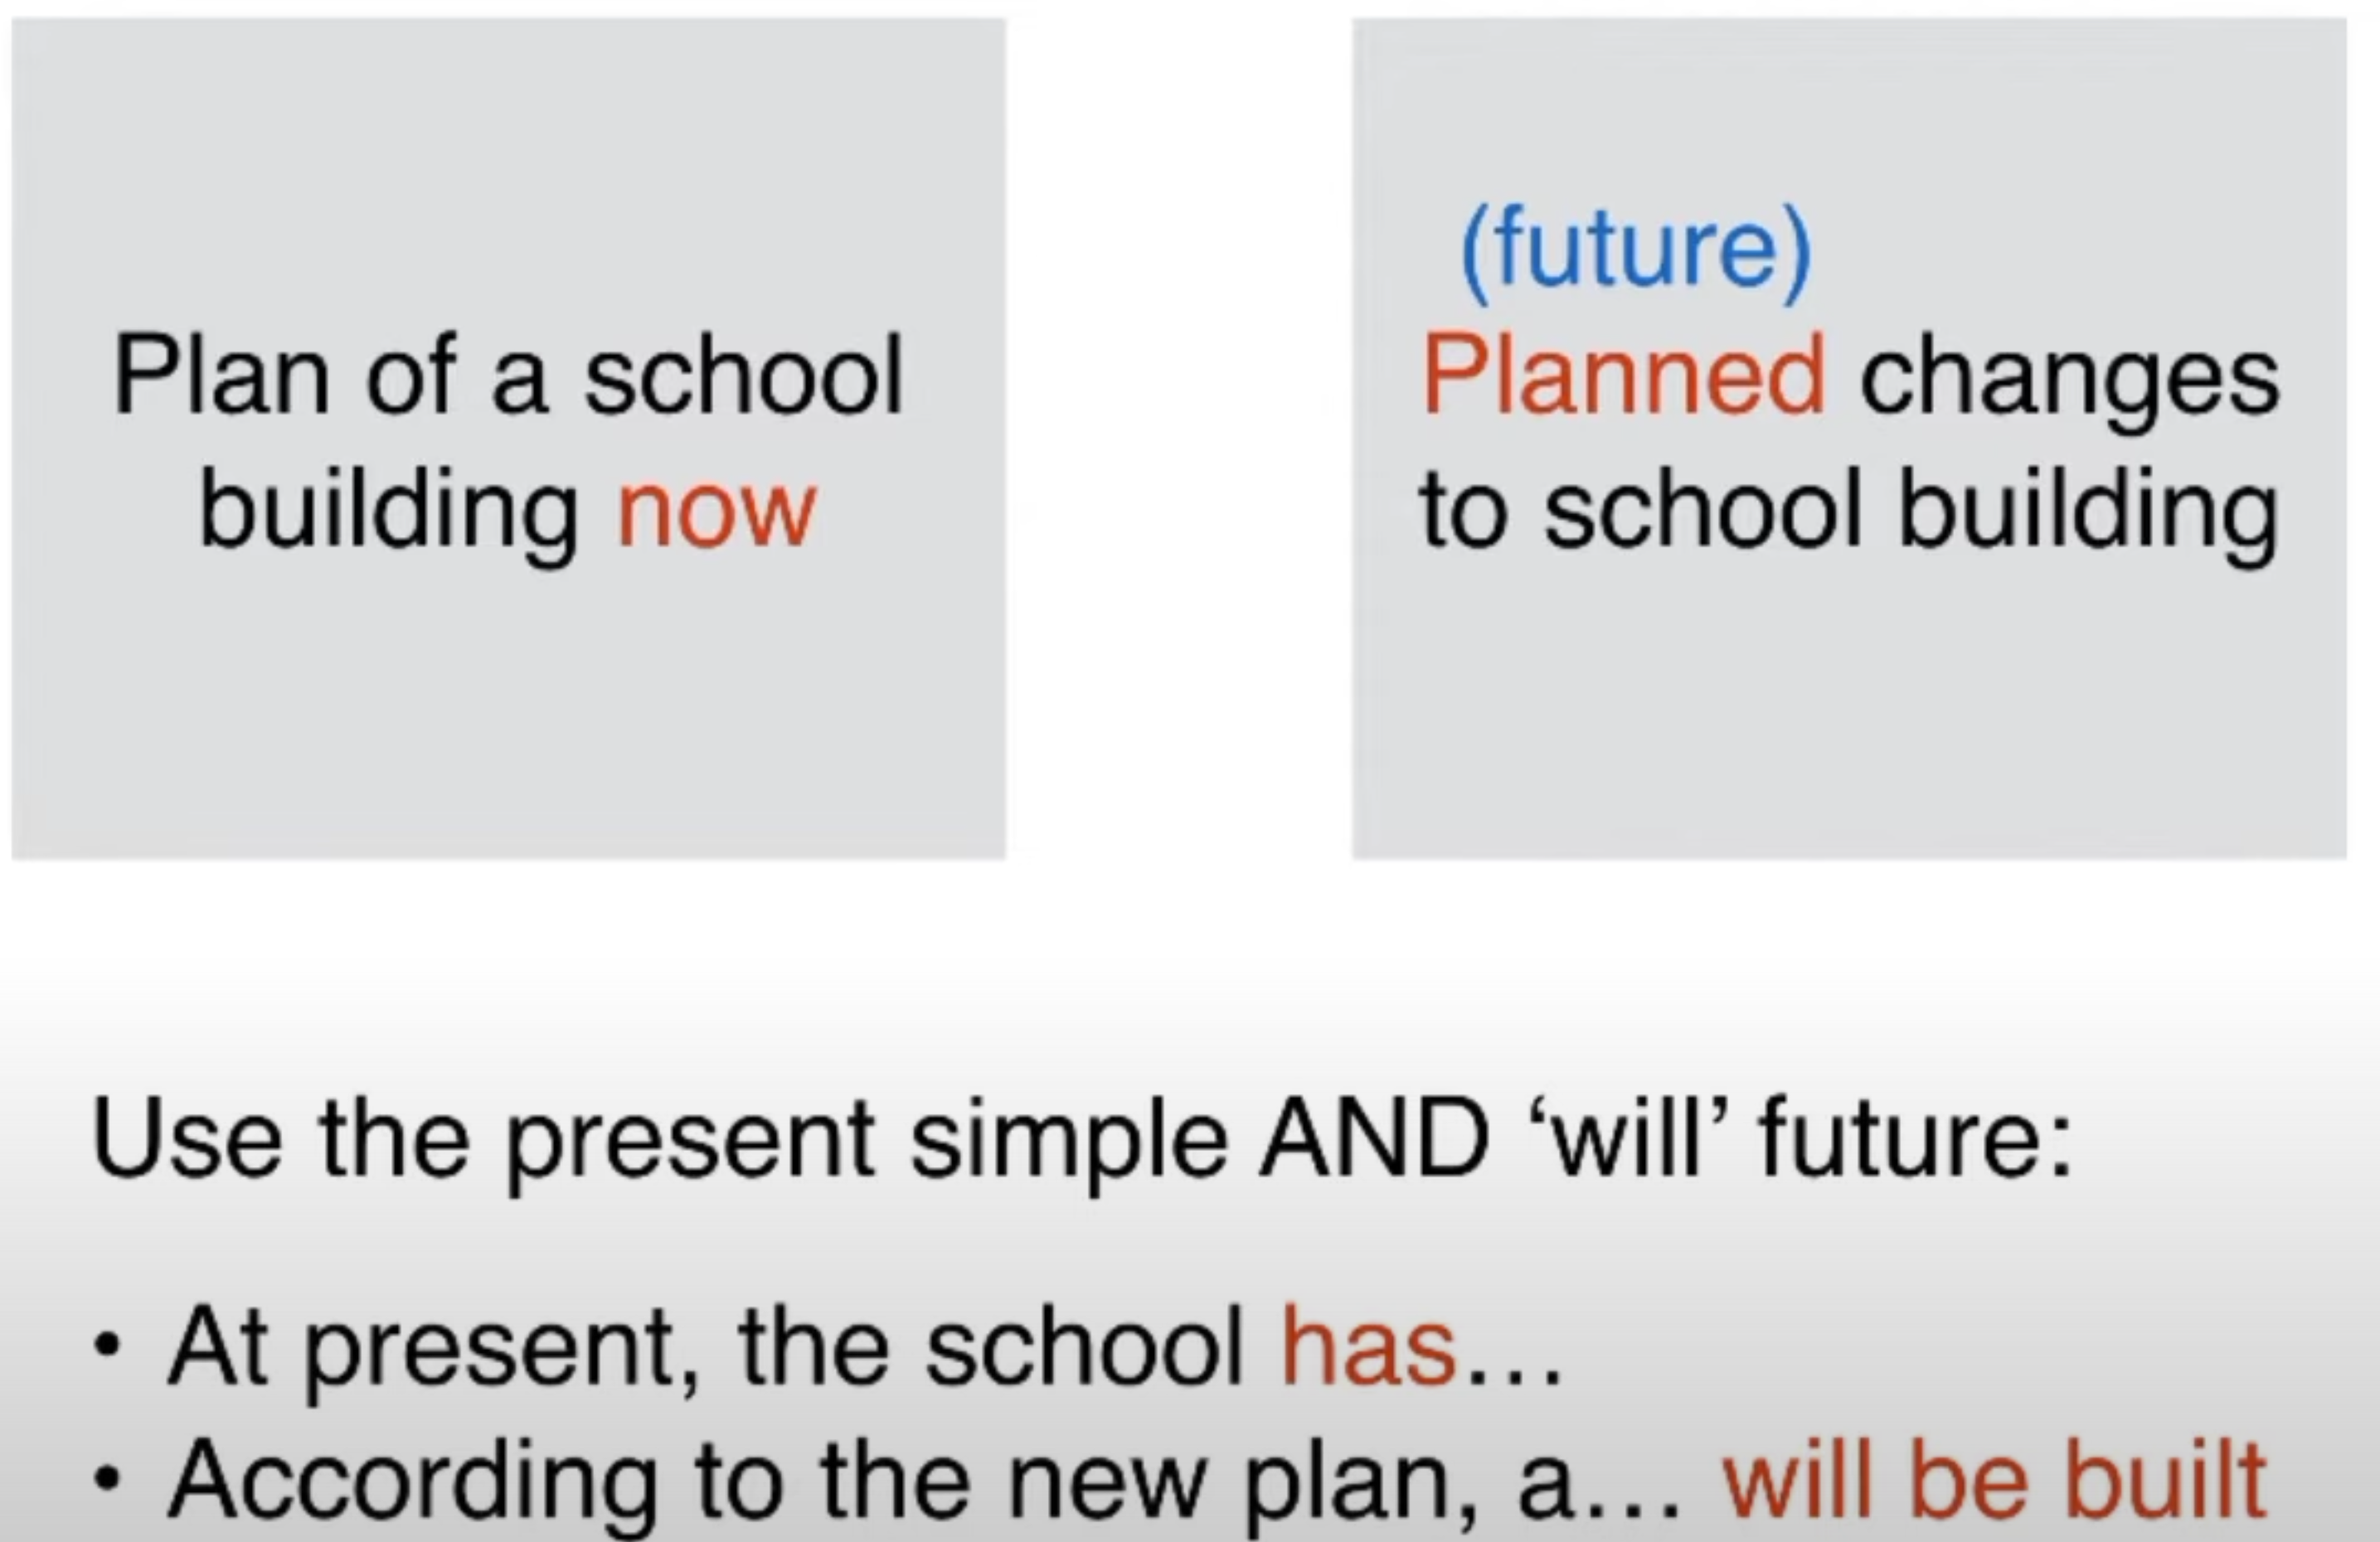 Plan of a school
building now
(future)
Planned changes
to school building
Use the present simple AND ‘will’ future:
• At present, the school has…
• According to the new plan, a… will be built